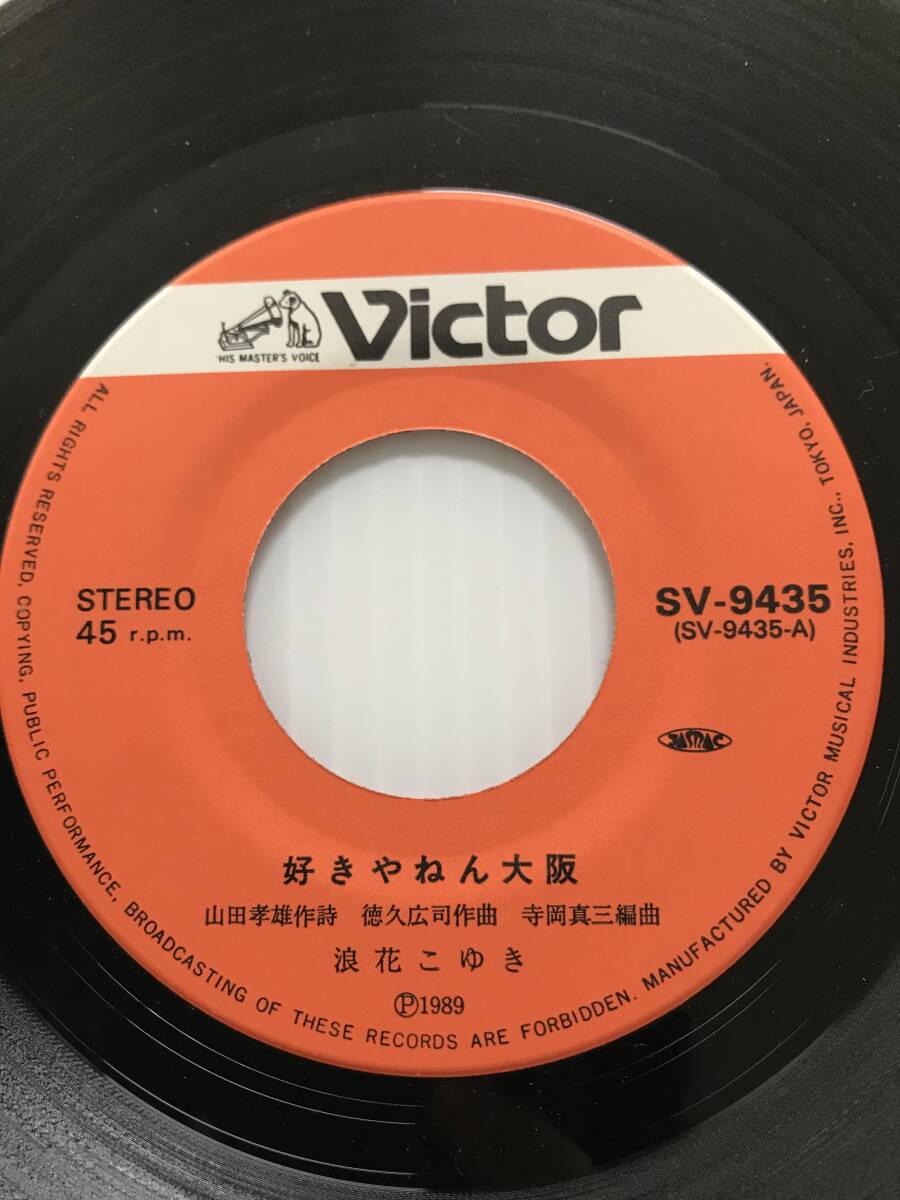 Victor
"HIS MASTER'S VOICE
STEREO
45 r.p.m.
SV-9435
(SV-9435-A)
JASRAC
好きやねん大阪
山田孝雄作詩 徳久広司作曲 寺岡真三編曲
浪花こゆき
Ⓟ1989
ALL RIGHTS RESERVED, COPYING, PUBLIC PERFORMANCE, BROADCASTING OF THESE RECORDS ARE FORBIDDEN. MANUFACTURED BY VICTOR MUSICAL INDUSTRIES, INC., TOKYO, JAPAN.